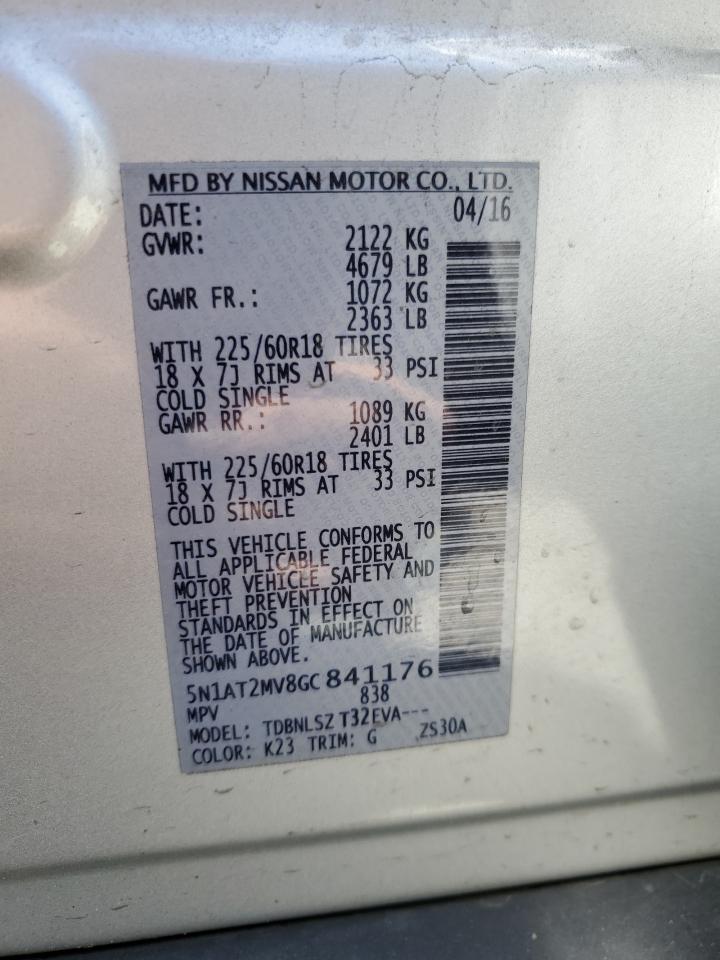 MFD BY NISSAN MOTOR CO., LTD.
DATE: 04/16
GVWR: 2122 KG
4679 LB
GAWR FR.: 1072 KG
2363 LB
WITH 225/60R18 TIRES
18 X 7J RIMS AT 33 PSI
COLD SINGLE
GAWR RR.: 1089 KG
2401 LB
WITH 225/60R18 TIRES
18 X 7J RIMS AT 33 PSI
COLD SINGLE
THIS VEHICLE CONFORMS TO
ALL APPLICABLE FEDERAL
MOTOR VEHICLE SAFETY AND
THEFT PREVENTION
STANDARDS IN EFFECT ON
THE DATE OF MANUFACTURE
SHOWN ABOVE.
5N1AT2MV8GC841176
MPV 838
MODEL: TDBNLSZ T32EVA---
COLOR: K23 TRIM: G ZS30A